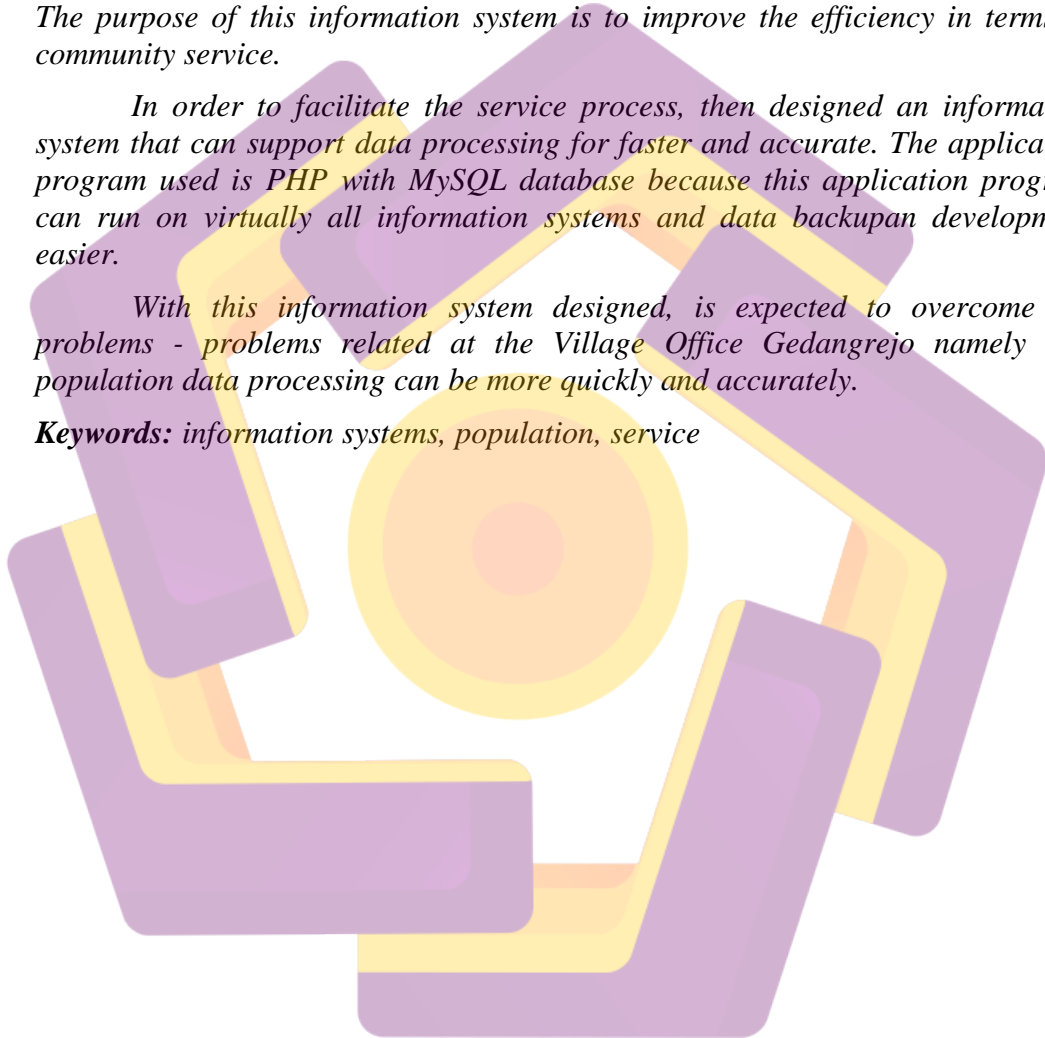 The purpose of this information system is to improve the efficiency in term
community service.
In order to facilitate the service process, then designed an informa
system that can support data processing for faster and accurate. The applica
program used is PHP with MySQL database because this application prog
can run on virtually all information systems and data backupan developm
easier.
With this information system designed, is expected to overcome
problems - problems related at the Village Office Gedangrejo namely
population data processing can be more quickly and accurately.
Keywords: information systems, population, service